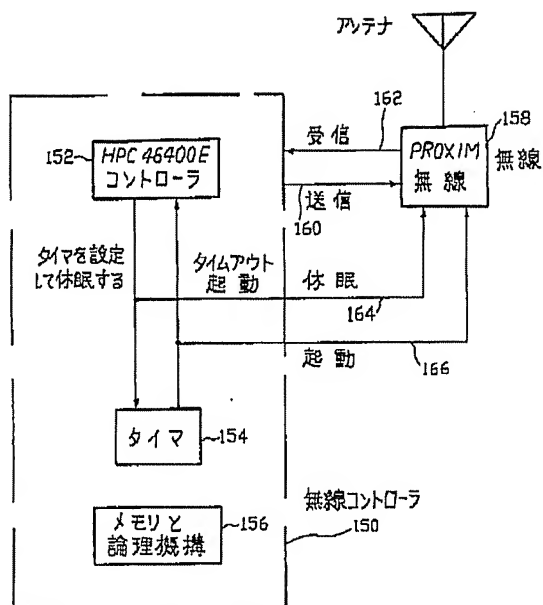 アンテナ
162
158
受信
PROXIM
無線
無線
152
HPC 46400E
コントローラ
送信
160
タイマを設定
して休眠する
タイムアウト
起動
休眠
164
起動
166
タイマ
154
無線コントローラ
150
メモリと
論理機構
156